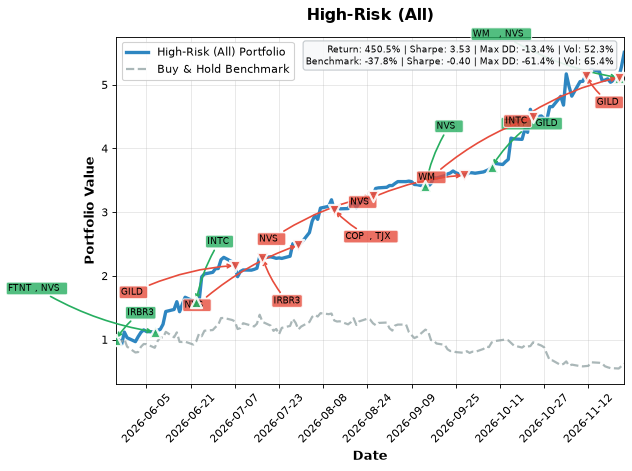 High-Risk (All)
WM , NVS
High-Risk (All) Portfolio
Buy & Hold Benchmark
Return: 450.5% | Sharpe: 3.53 | Max DD: -13.4% | Vol: 52.3%
Benchmark: -37.8% | Sharpe: -0.40 | Max DD: -61.4% | Vol: 65.4%
GILD
NVS
INTC
GILD
WM
NVS
COP , TJX
NVS
INTC
FTNT , NVS
GILD
IRBR3
IRBR3
5
4
3
2
1
Portfolio Value
2026-06-05
2026-06-21
2026-07-07
2026-07-23
2026-08-08
2026-08-24
2026-09-09
2026-09-25
2026-10-11
2026-10-27
2026-11-12
Date